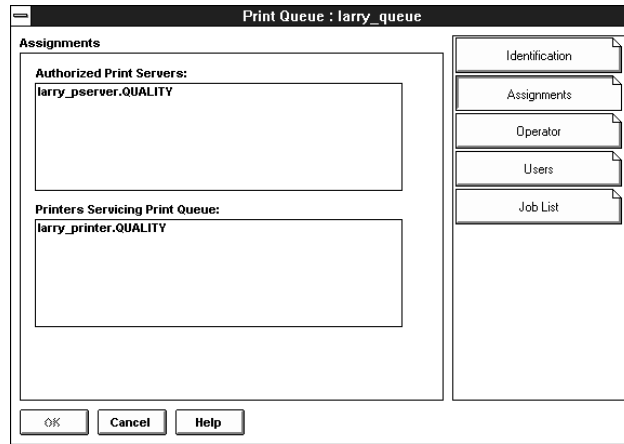 Print Queue : larry_queue
Assignments
Authorized Print Servers:
larry_pserver.QUALITY
Printers Servicing Print Queue:
larry_printer.QUALITY
Identification
Assignments
Operator
Users
Job List
OK
Cancel
Help